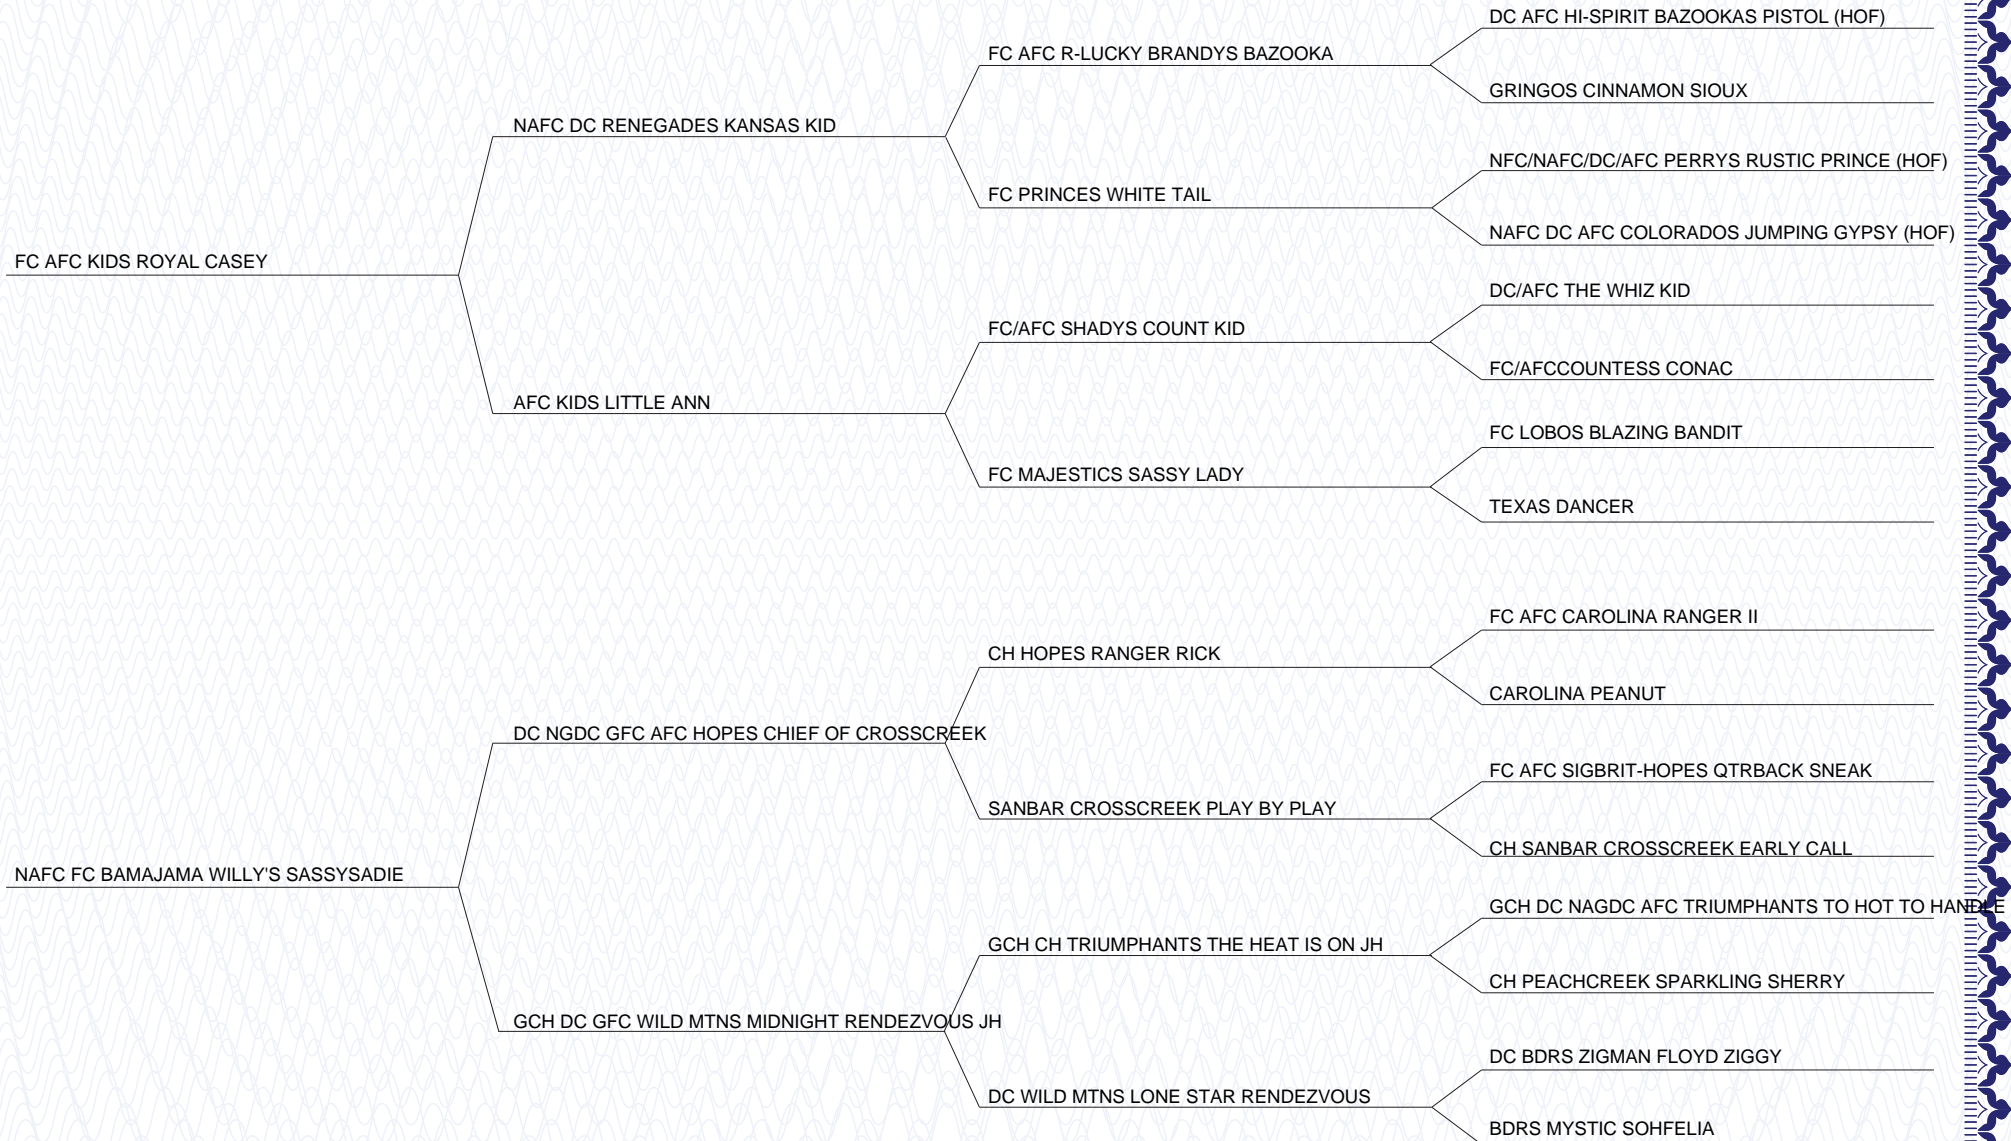 DC AFC HI-SPIRIT BAZOOKAS PISTOL (HOF)
FC AFC R-LUCKY BRANDYS BAZOOKA
GRINGOS CINNAMON SIOUX
NAFC DC RENEGADES KANSAS KID
NFC/NAFC/DC/AFC PERRYS RUSTIC PRINCE (HOF)
FC PRINCES WHITE TAIL
NAFC DC AFC COLORADOS JUMPING GYPSY (HOF)
FC AFC KIDS ROYAL CASEY
DC/AFC THE WHIZ KID
FC/AFC SHADYS COUNT KID
FC/AFCCOUNTESS CONAC
AFC KIDS LITTLE ANN
FC LOBOS BLAZING BANDIT
FC MAJESTICS SASSY LADY
TEXAS DANCER
FC AFC CAROLINA RANGER II
CH HOPES RANGER RICK
CAROLINA PEANUT
DC NGDC GFC AFC HOPES CHIEF OF CROSSCREEK
FC AFC SIGBRIT-HOPES QTRBACK SNEAK
SANBAR CROSSCREEK PLAY BY PLAY
CH SANBAR CROSSCREEK EARLY CALL
NAFC FC BAMAJAMA WILLY'S SASSYSADIE
GCH DC NAGDC AFC TRIUMPHANTS TO HOT TO HANDLE
GCH CH TRIUMPHANTS THE HEAT IS ON JH
CH PEACHCREEK SPARKLING SHERRY
GCH DC GFC WILD MTNS MIDNIGHT RENDEZVOUS JH
DC BDRS ZIGMAN FLOYD ZIGGY
DC WILD MTNS LONE STAR RENDEZVOUS
BDRS MYSTIC SOHFELIA